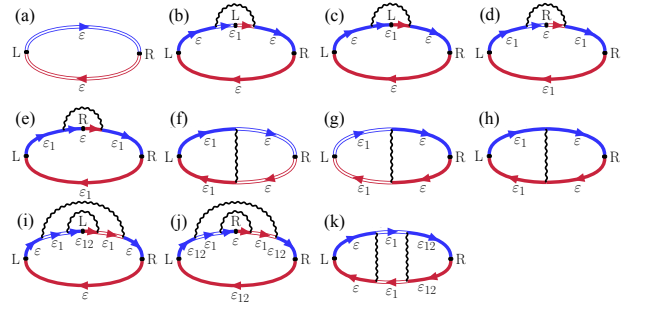 (a) (b) (c) (d)
L ε R ε
L ε ε₁ ε L R ε
L ε ε₁ ε L R ε
R ε₁ ε ε₁ L R ε₁
(e) (f) (g) (h)
R ε₁ ε ε₁ L R ε₁
L ε₁ ε R ε₁ ε
L ε₁ ε R ε₁ ε
L ε₁ ε R ε₁ ε
(i) (j) (k)
L ε ε₁ ε₁₂ ε₁ ε L R ε
R ε₁₂ ε₁ ε ε₁ ε₁₂ L R ε₁₂
L ε ε₁ ε₁₂ R ε ε₁ ε₁₂